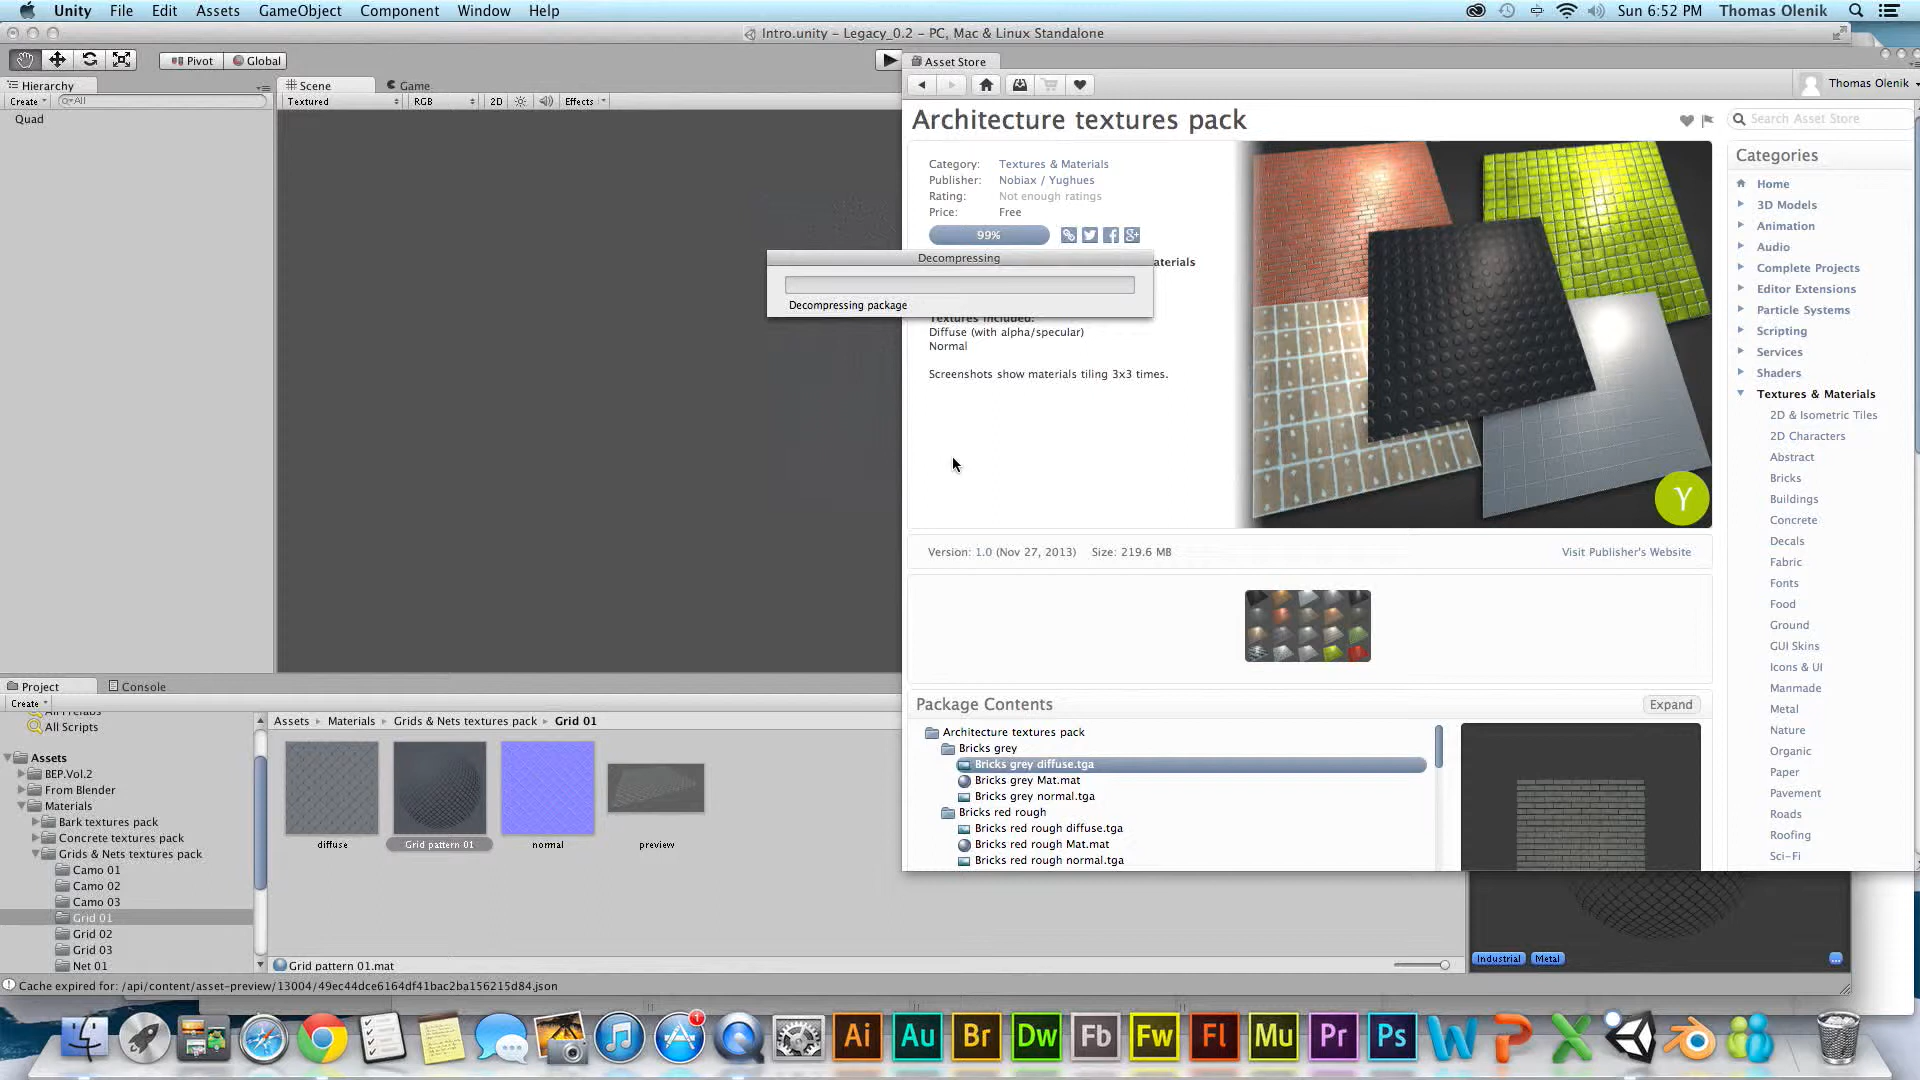 Unity File Edit Assets GameObject Component Window Help Sun 6:52 PM Thomas Olenik
Intro.unity – Legacy_0.2 – PC, Mac & Linux Standalone
Pivot Global
Asset Store
Hierarchy
Scene Game
Thomas Olenik
Create All
Textured RGB 2D Effects
Quad
Architecture textures pack
Search Asset Store
Category: Textures & Materials
Publisher: Nobiax / Yughues
Rating: Not enough ratings
Price: Free
99%
Decompressing
Decompressing package
Textures included:
Diffuse (with alpha/specular)
Normal
Screenshots show materials tiling 3x3 times.
Y
Version: 1.0 (Nov 27, 2013) Size: 219.6 MB Visit Publisher's Website
Categories
Home
3D Models
Animation
Audio
Complete Projects
Editor Extensions
Particle Systems
Scripting
Services
Shaders
Textures & Materials
2D & Isometric Tiles
2D Characters
Abstract
Bricks
Buildings
Concrete
Decals
Fabric
Fonts
Food
Ground
GUI Skins
Icons & UI
Manmade
Metal
Nature
Organic
Paper
Pavement
Roads
Roofing
Sci-Fi
Package Contents Expand
Architecture textures pack
Bricks grey
Bricks grey diffuse.tga
Bricks grey Mat.mat
Bricks grey normal.tga
Bricks red rough
Bricks red rough diffuse.tga
Bricks red rough Mat.mat
Bricks red rough normal.tga
Project Console
Create
All Prefabs
All Scripts
Assets
BEP.Vol.2
From Blender
Materials
Bark textures pack
Concrete textures pack
Grids & Nets textures pack
Camo 01
Camo 02
Camo 03
Grid 01
Grid 02
Grid 03
Net 01
Assets Materials Grids & Nets textures pack Grid 01
diffuse Grid pattern 01 normal preview
Grid pattern 01.mat
Industrial Metal
Cache expired for: /api/content/asset-preview/13004/49ec44dce6164df41bac2ba156215d84.json
1
Ai Au Br Dw Fb Fw Fl Mu Pr Ps